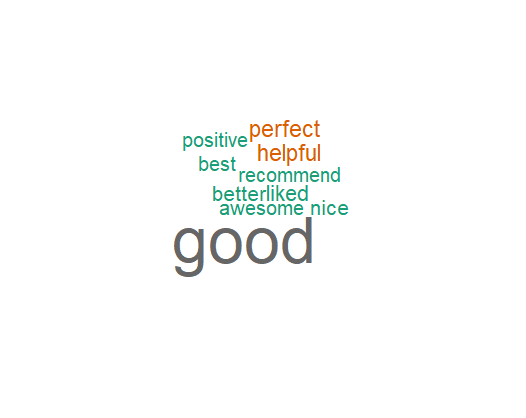 perfect
positive
helpful
best
recommend
betterliked
awesome nice
good